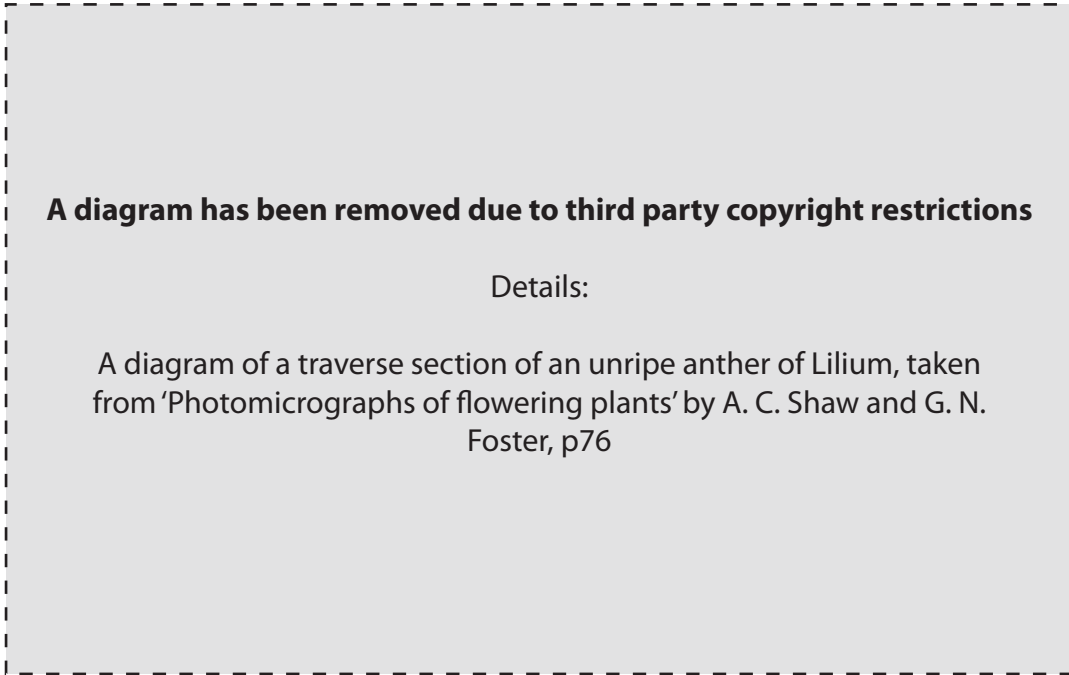 A diagram has been removed due to third party copyright restrictions
Details:
A diagram of a traverse section of an unripe anther of Lilium, taken
from ‘Photomicrographs of flowering plants’ by A. C. Shaw and G. N.
Foster, p76